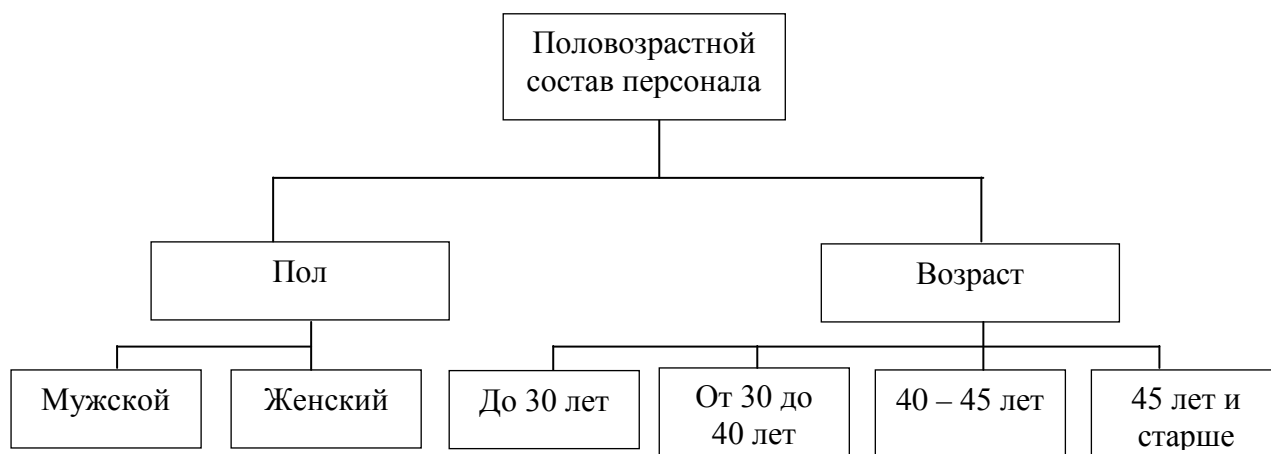 Половозрастной
состав персонала
Пол
Возраст
Мужской
Женский
До 30 лет
От 30 до
40 лет
40 – 45 лет
45 лет и
старше